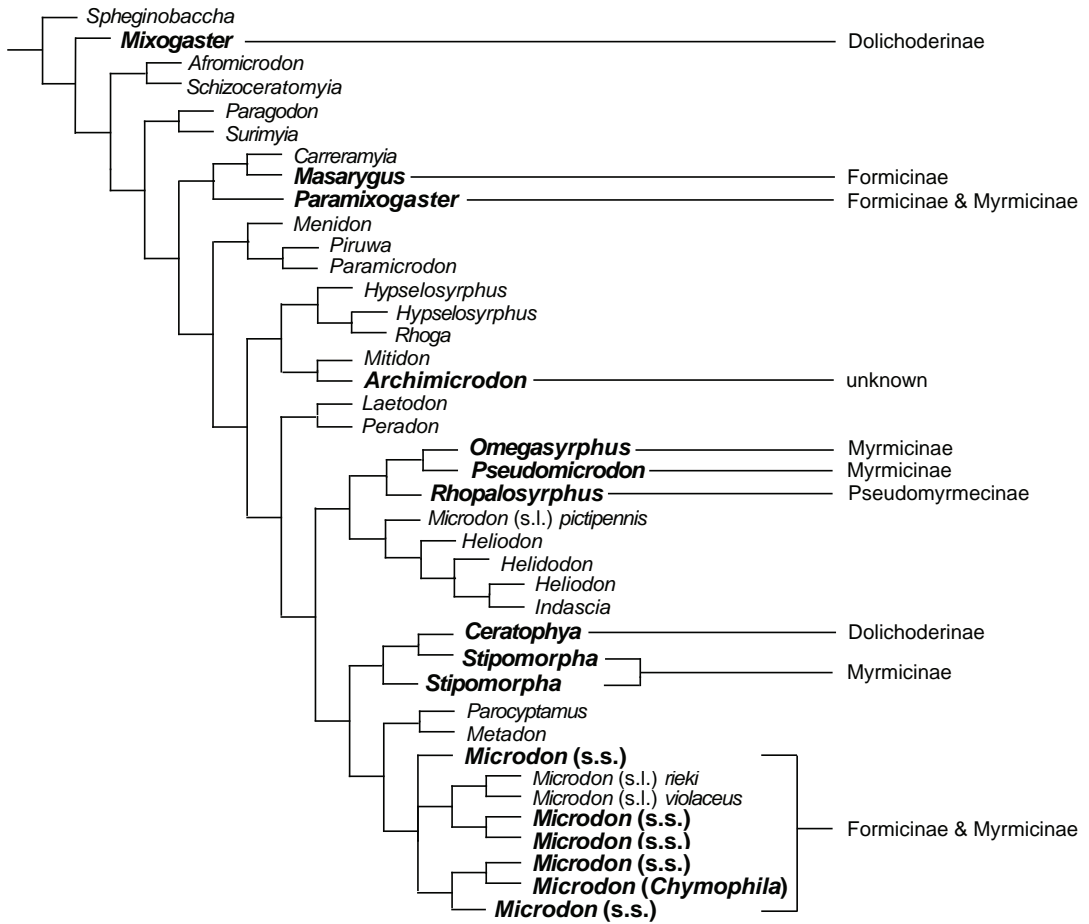 Spheginobaccha
Mixogaster Dolichoderinae
Afromicrodon
Schizoceratomyia
Paragodon
Surimyia
Carreramyia
Masarygus Formicinae
Paramixogaster Formicinae & Myrmicinae
Menidon
Piruwa
Paramicrodon
Hypselosyrphus
Hypselosyrphus
Rhoga
Mitidon
Archimicrodon unknown
Laetodon
Peradon
Omegasyrphus Myrmicinae
Pseudomicrodon Myrmicinae
Rhopalosyrphus Pseudomyrmecinae
Microdon (s.l.) pictipennis
Heliodon
Helidodon
Heliodon
Indascia
Ceratophya Dolichoderinae
Stipomorpha
Myrmicinae
Stipomorpha
Parocyptamus
Metadon
Microdon (s.s.)
Microdon (s.l.) rieki
Microdon (s.l.) violaceus
Microdon (s.s.)
Formicinae & Myrmicinae
Microdon (s.s.)
Microdon (s.s.)
Microdon (Chymophila)
Microdon (s.s.)